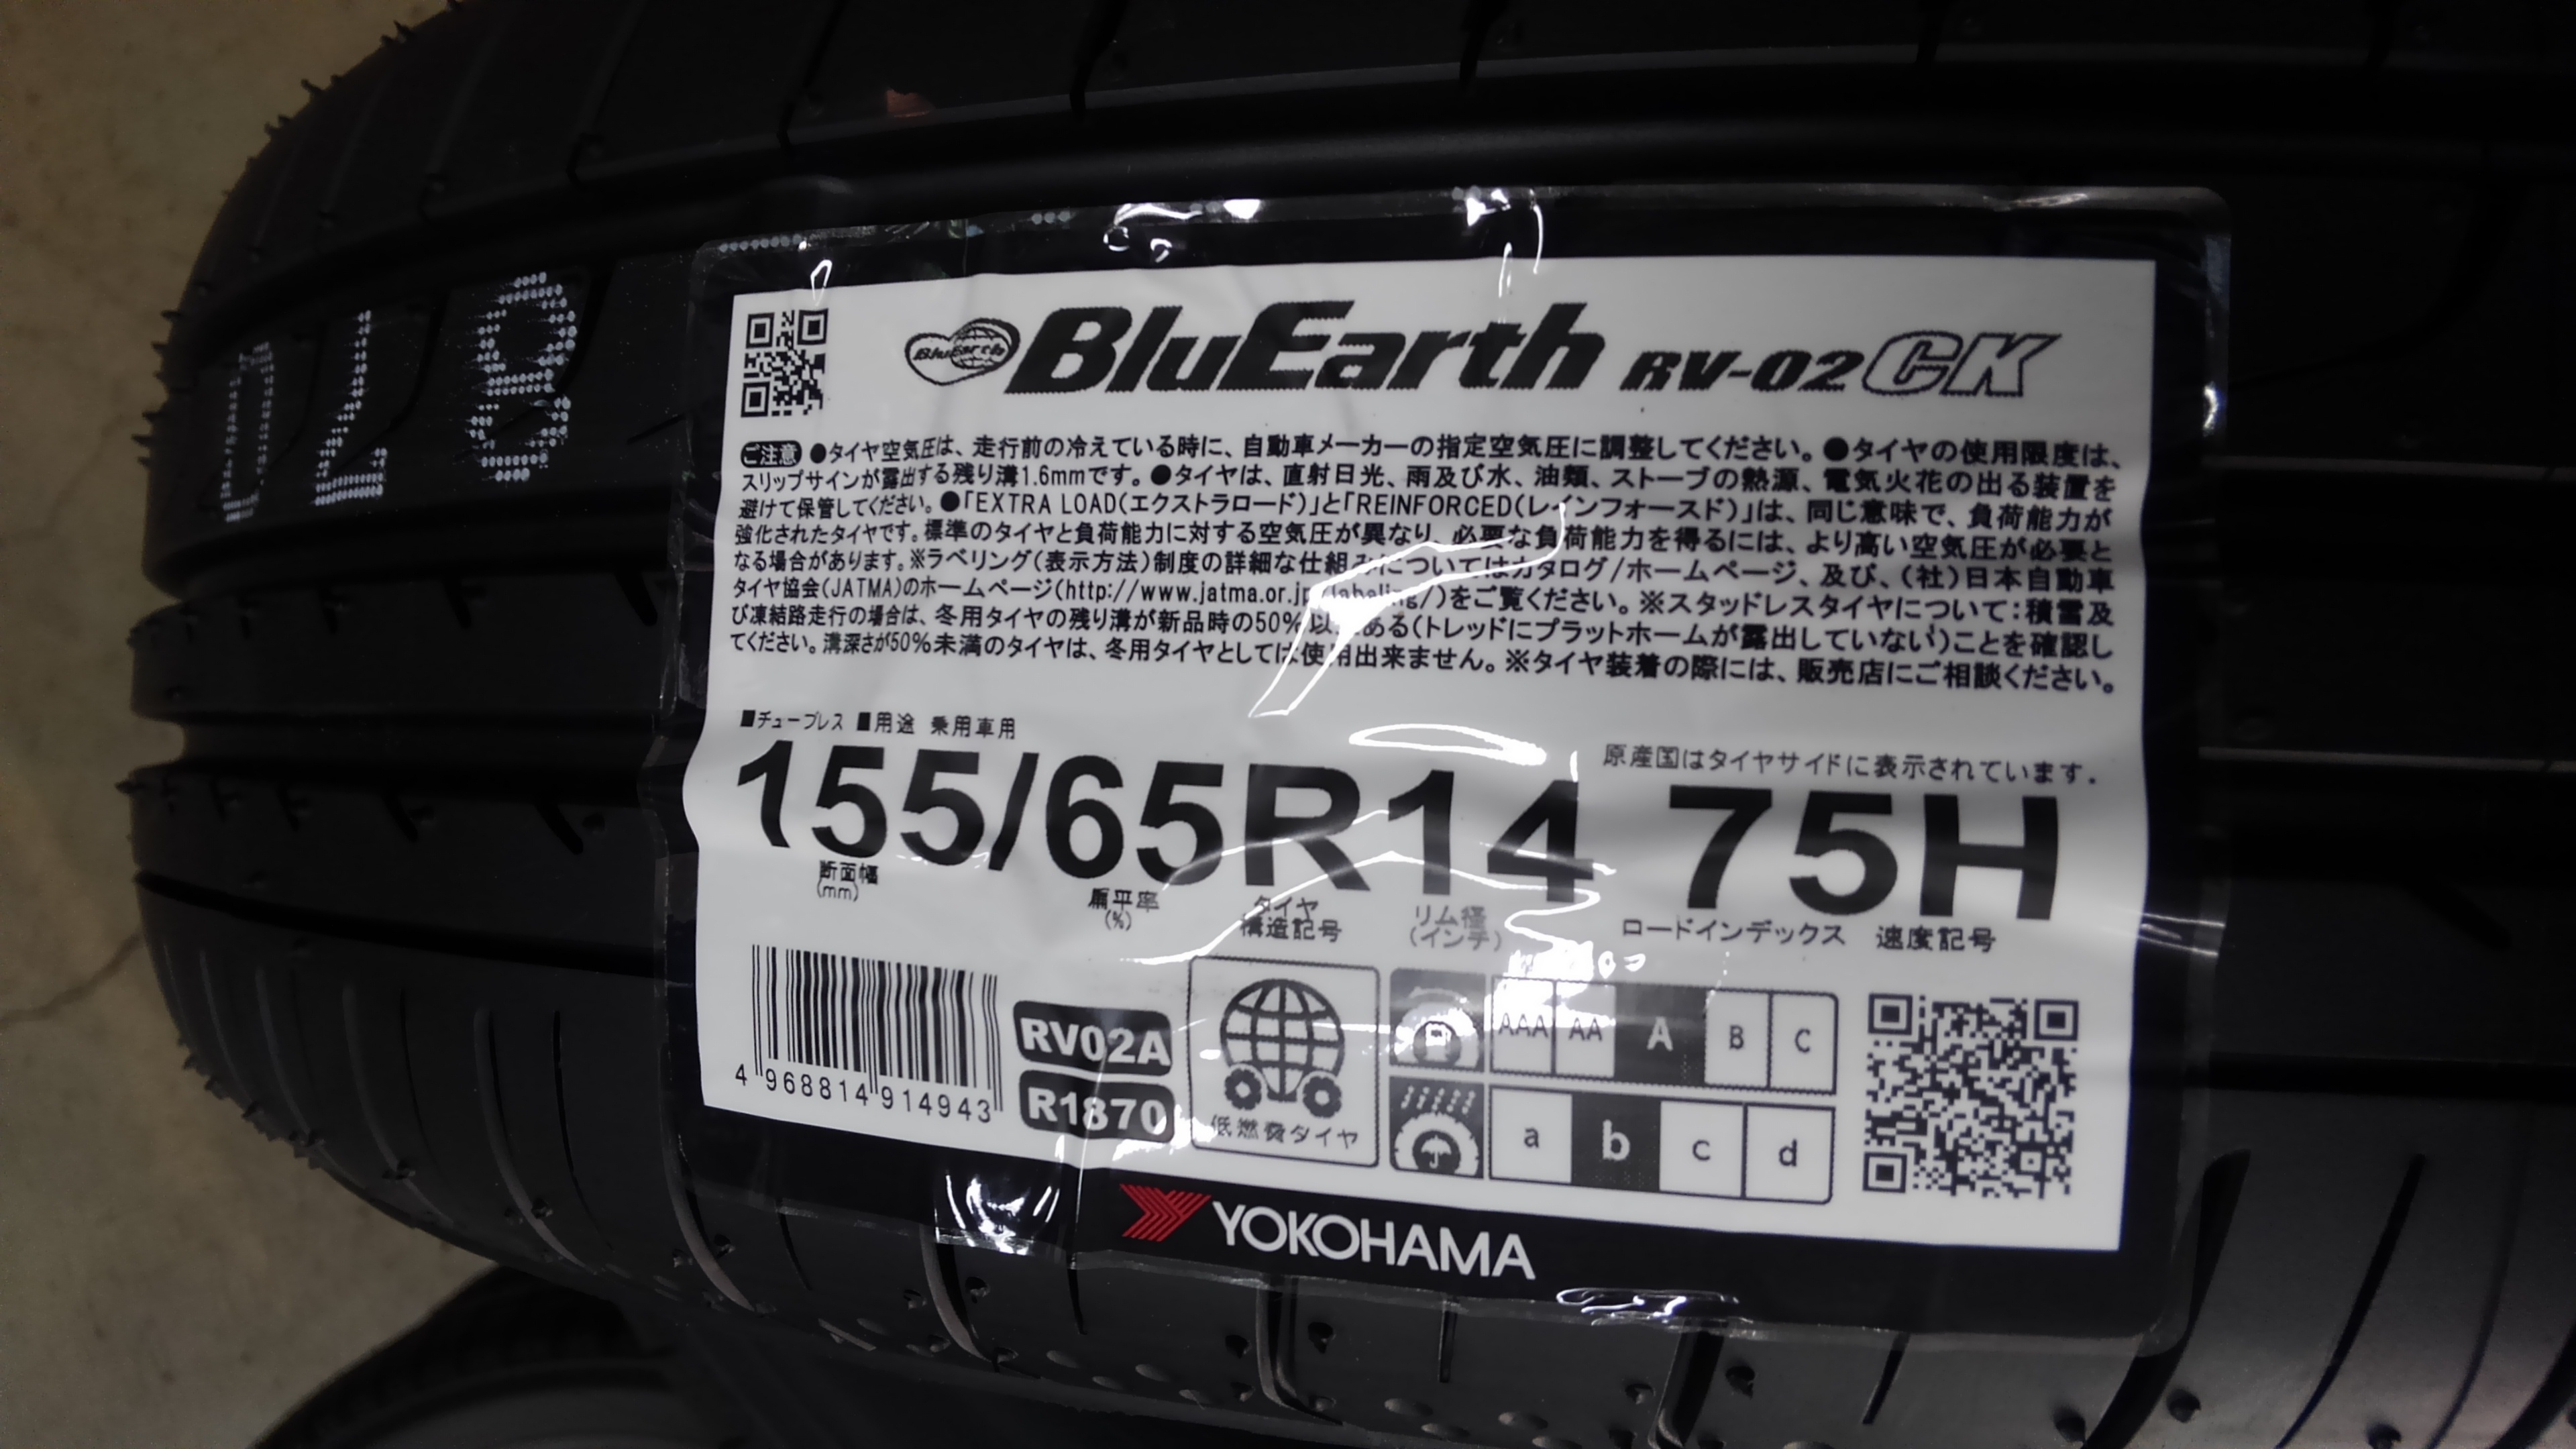 BluEarth BluEarth RV-02CK
ご注意 ●タイヤ空気圧は、走行前の冷えている時に、自動車メーカーの指定空気圧に調整してください。●タイヤの使用限度は、
スリップサインが露出する残り溝1.6mmです。●タイヤは、直射日光、雨及び水、油類、ストーブの熱源、電気火花の出る装置を
避けて保管してください。●「EXTRA LOAD(エクストラロード)」と「REINFORCED(レインフォースド)」は、同じ意味で、負荷能力が
強化されたタイヤです。標準のタイヤと負荷能力に対する空気圧が異なり、必要な負荷能力を得るには、より高い空気圧が必要と
なる場合があります。※ラベリング(表示方法)制度の詳細な仕組みについてはカタログ/ホームページ、及び、(社)日本自動車
タイヤ協会(JATMA)のホームページ(http://www.jatma.or.jp/labeling/)をご覧ください。※スタッドレスタイヤについて:積雪及
び凍結路走行の場合は、冬用タイヤの残り溝が新品時の50%以上ある(トレッドにプラットホームが露出していない)ことを確認し
てください。溝深さが50%未満のタイヤは、冬用タイヤとしては使用出来ません。※タイヤ装着の際には、販売店にご相談ください。
■チューブレス ■用途 乗用車用
原産国はタイヤサイドに表示されています.
155/65R14 75H
断面幅 (mm)
扁平率 (%)
タイヤ 構造記号
リム径 (インチ)
ロードインデックス 速度記号
4 968814 914943
RV02A
R1870
低燃費タイヤ
AAA AA A B C
a b c d
YOKOHAMA